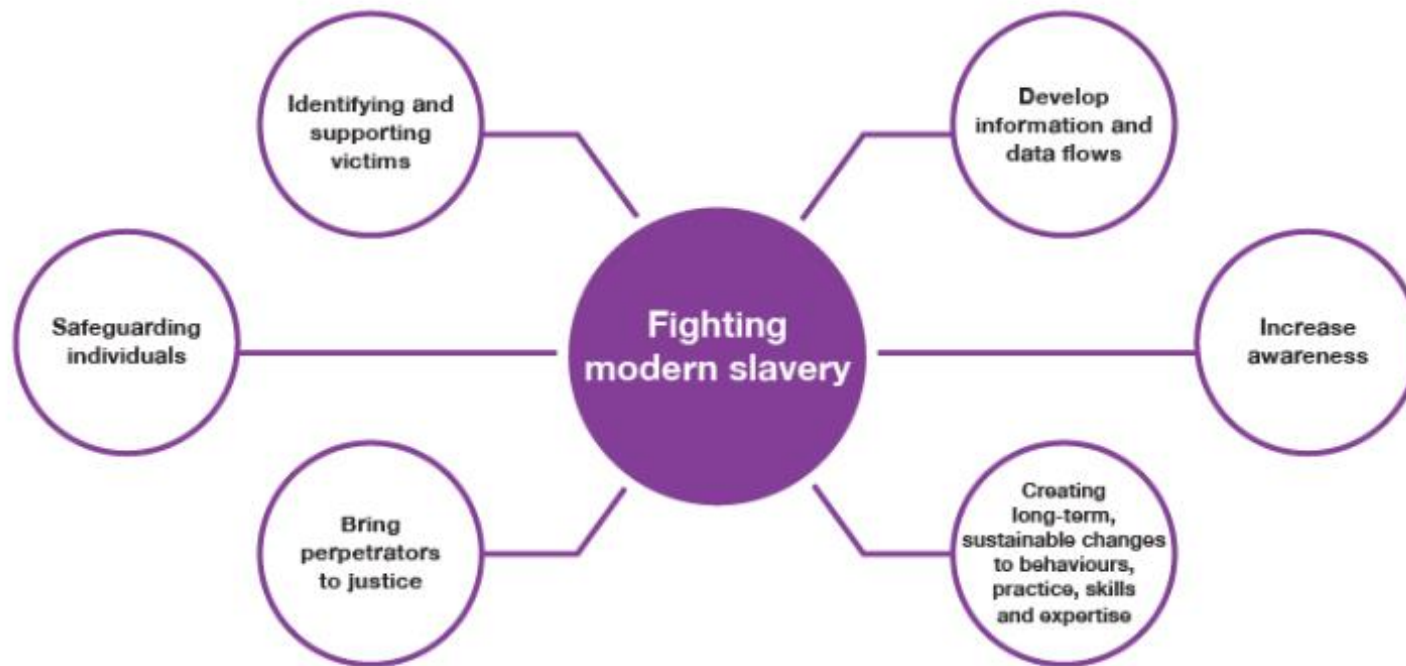 Identifying and
supporting
victims
Develop
information and
data flows
Safeguarding
individuals
Fighting
modern slavery
Increase
awareness
Bring
perpetrators
to justice
Creating
long-term,
sustainable changes
to behaviours,
practice, skills
and expertise